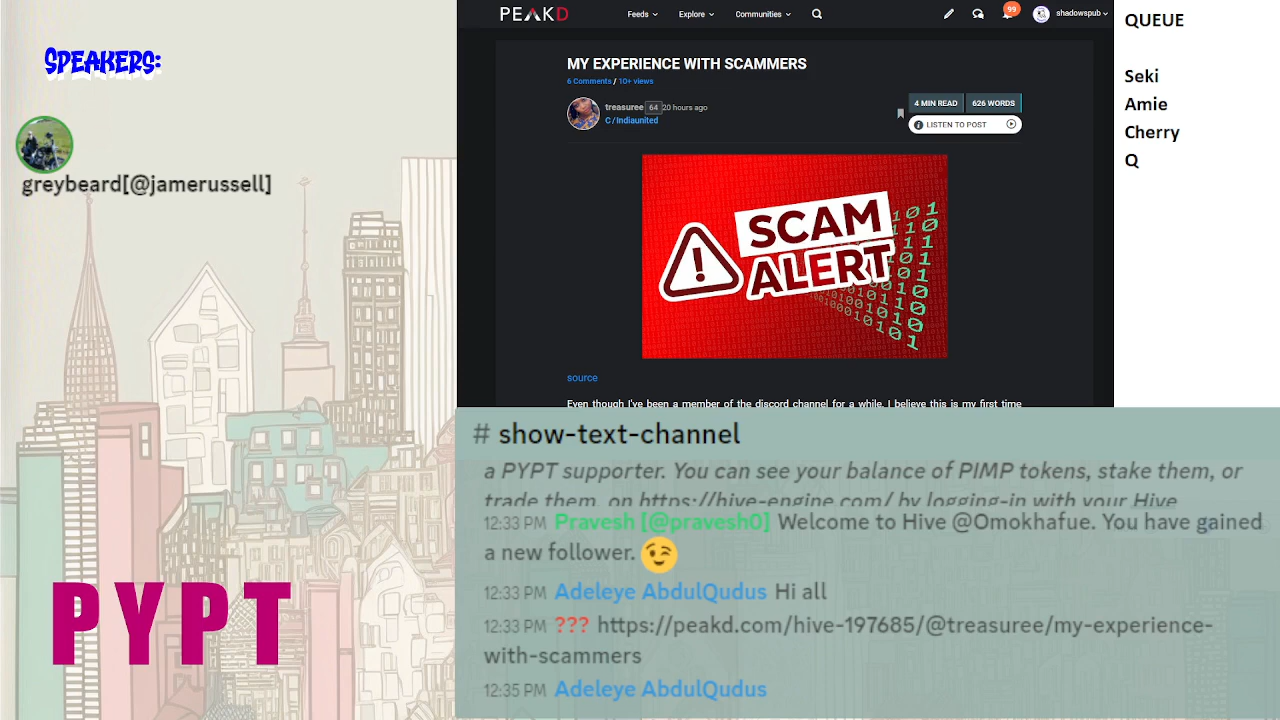 SPEAKERS:
greybeard[@jamerussell]
PYPT
PEAKD
Feeds
Explore
Communities
99
shadowspub
MY EXPERIENCE WITH SCAMMERS
6 Comments / 10+ views
treasuree 64 20 hours ago
C/Indiaunited
4 MIN READ 626 WORDS
LISTEN TO POST
SCAM
ALERT
source
Even though I've been a member of the discord channel for a while, I believe this is my first time
QUEUE
Seki
Amie
Cherry
Q
# show-text-channel
a PYPT supporter. You can see your balance of PIMP tokens, stake them, or
trade them, on https://hive-engine.com/ by logging-in with your Hive
12:33 PM Pravesh [@pravesh0] Welcome to Hive @Omokhafue. You have gained
a new follower. 😉
12:33 PM Adeleye AbdulQudus Hi all
12:33 PM ??? https://peakd.com/hive-197685/@treasuree/my-experience-
with-scammers
12:35 PM Adeleye AbdulQudus